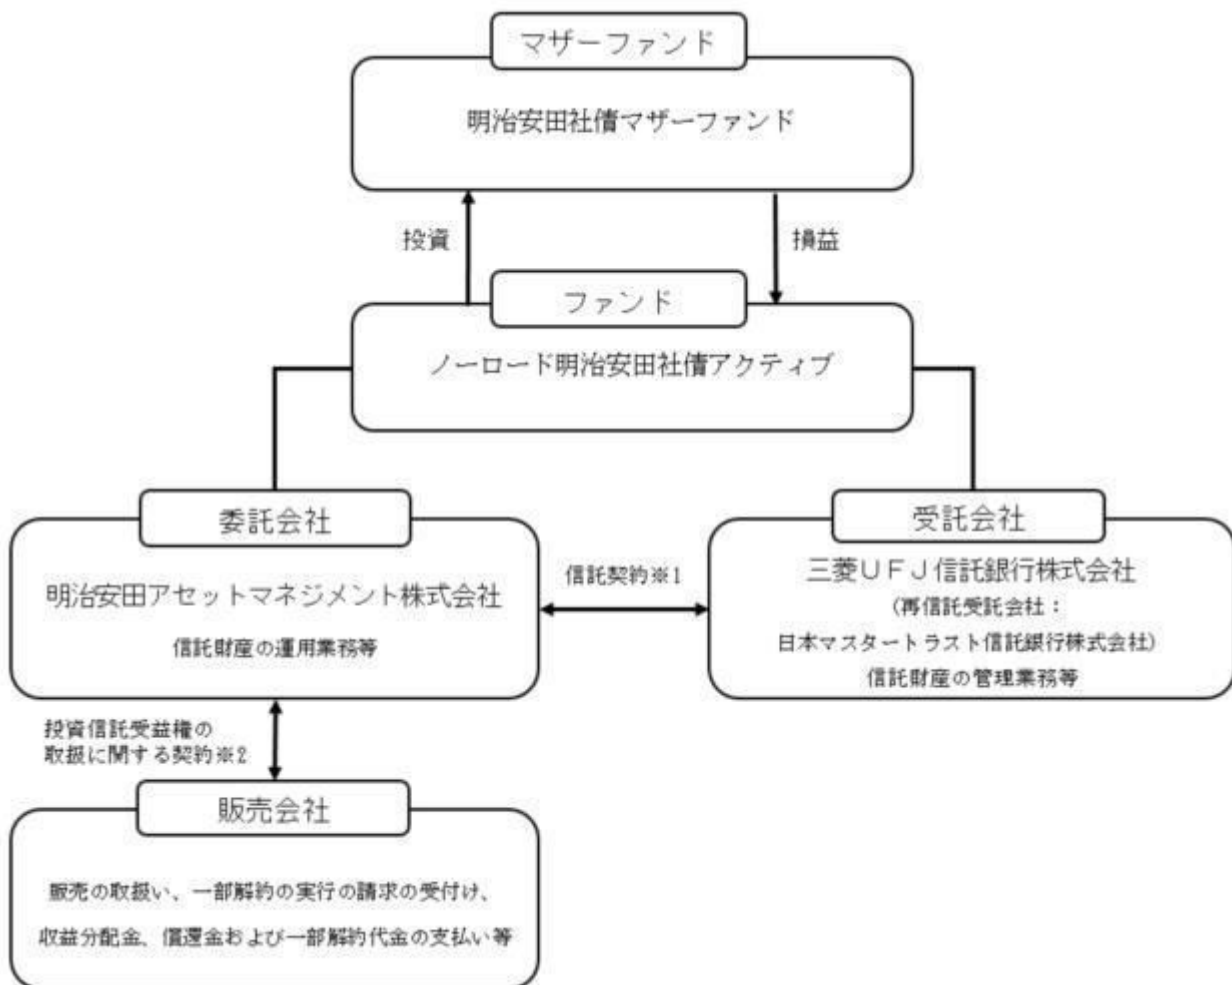 マザーファンド
明治安田社債マザーファンド
投資
損益
ファンド
ノーロード明治安田社債アクティブ
委託会社
明治安田アセットマネジメント株式会社
信託財産の運用業務等
信託契約※1
受託会社
三菱UFJ信託銀行株式会社
(再信託受託会社：
日本マスタートラスト信託銀行株式会社)
信託財産の管理業務等
投資信託受益権の
取扱に関する契約※2
販売会社
販売の取扱い、一部解約の実行の請求の受付け、
収益分配金、償還金および一部解約代金の支払い等